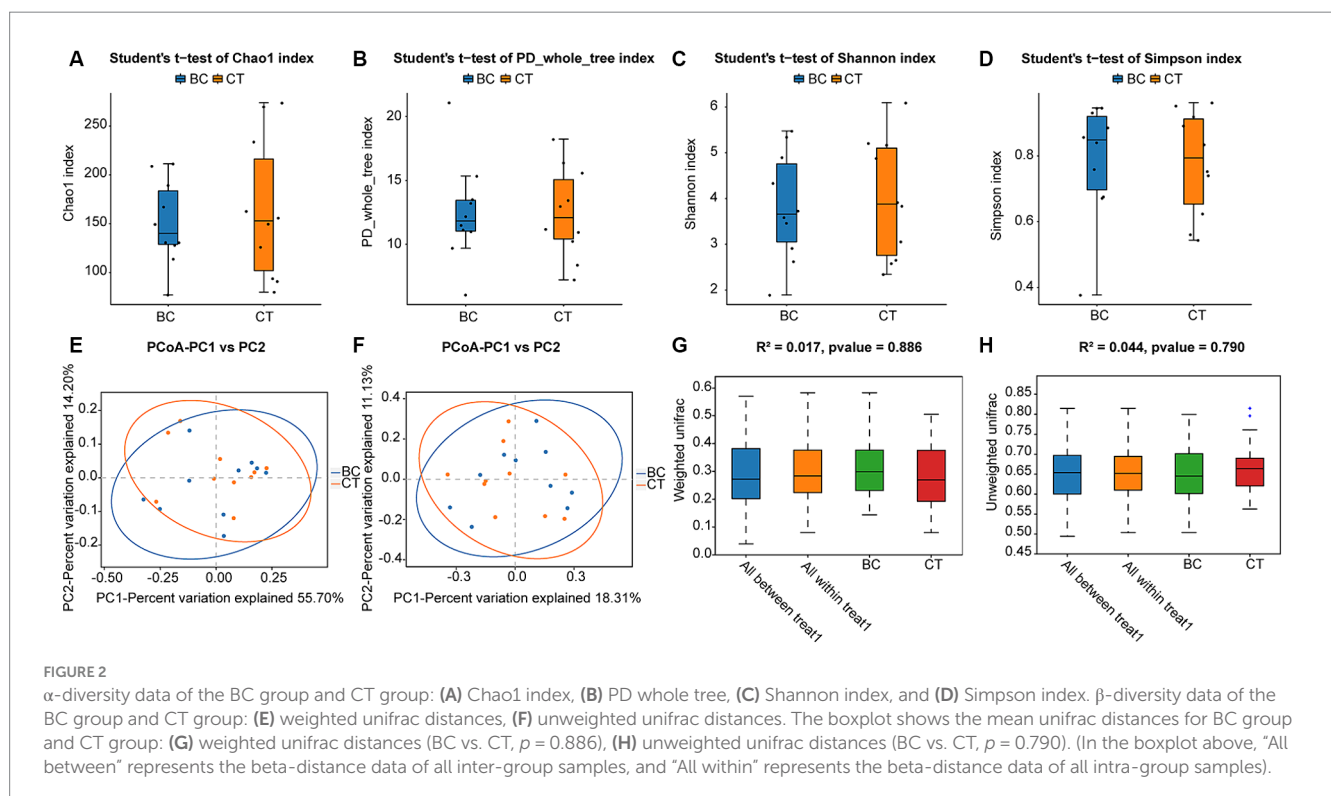 A
Student's t−test of Chao1 index
BC CT
Chao1 index
250
200
150
100
BC CT
B
Student's t−test of PD_whole_tree index
BC CT
PD_whole_tree index
20
15
10
BC CT
C
Student's t−test of Shannon index
BC CT
Shannon index
6
5
4
3
2
BC CT
D
Student's t−test of Simpson index
BC CT
Simpson index
0.8
0.6
0.4
BC CT
E
PCoA-PC1 vs PC2
PC2-Percent variation explained 14.20%
0.2
0.1
0.0
-0.1
-0.2
-0.50 0.00 0.25
PC1-Percent variation explained 55.70%
BC
CT
F
PCoA-PC1 vs PC2
PC2-Percent variation explained 11.13%
0.4
0.2
0.0
-0.2
-0.4
-0.3 0.0 0.3
PC1-Percent variation explained 18.31%
BC
CT
G
R² = 0.017, pvalue = 0.886
Weighted unifrac
0.6
0.5
0.4
0.3
0.2
0.1
0.0
All between treat1
All within treat1
BC
CT
H
R² = 0.044, pvalue = 0.790
Unweighted unifrac
0.85
0.80
0.75
0.70
0.65
0.60
0.55
0.50
0.45
All between treat1
All within treat1
BC
CT
FIGURE 2
α-diversity data of the BC group and CT group: (A) Chao1 index, (B) PD whole tree, (C) Shannon index, and (D) Simpson index. β-diversity data of the
BC group and CT group: (E) weighted unifrac distances, (F) unweighted unifrac distances. The boxplot shows the mean unifrac distances for BC group
and CT group: (G) weighted unifrac distances (BC vs. CT, p = 0.886), (H) unweighted unifrac distances (BC vs. CT, p = 0.790). (In the boxplot above, “All
between” represents the beta-distance data of all inter-group samples, and “All within” represents the beta-distance data of all intra-group samples).